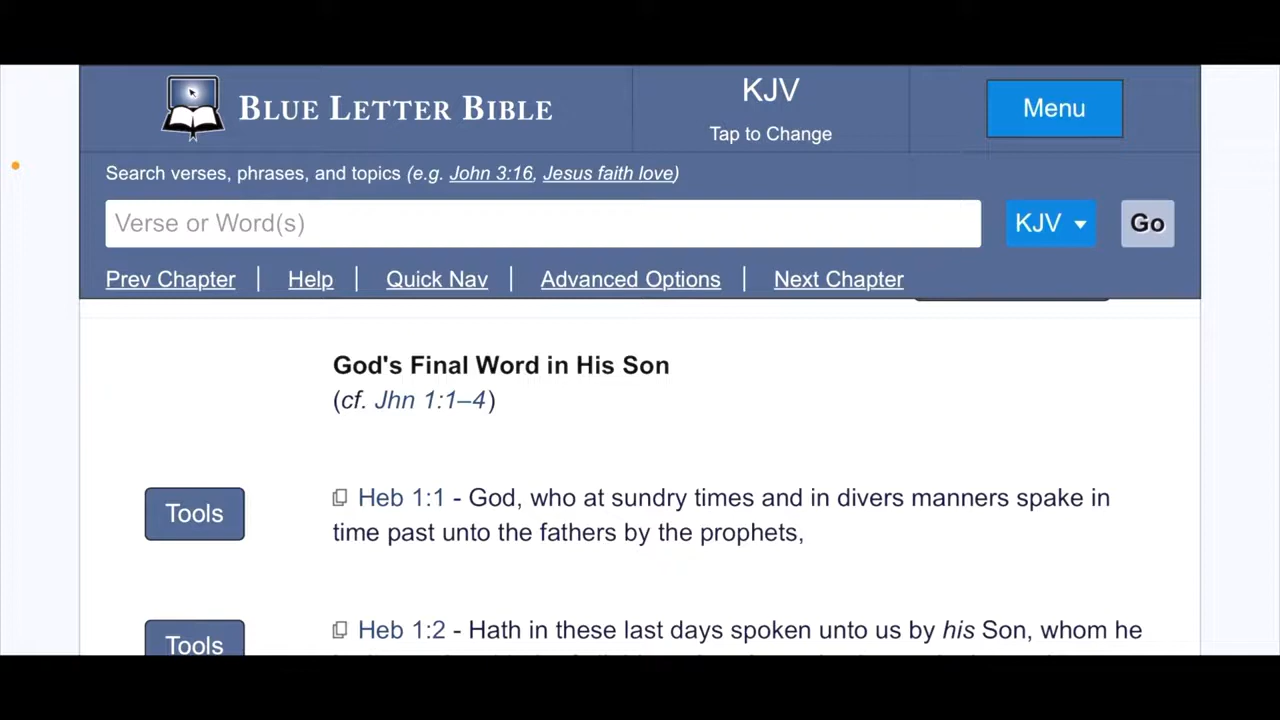 BLUE LETTER BIBLE
KJV
Tap to Change
Menu
Search verses, phrases, and topics (e.g. John 3:16, Jesus faith love)
Verse or Word(s)
KJV
Go
Prev Chapter | Help | Quick Nav | Advanced Options | Next Chapter
God's Final Word in His Son
(cf. Jhn 1:1–4)
Tools
Heb 1:1 - God, who at sundry times and in divers manners spake in
time past unto the fathers by the prophets,
Tools
Heb 1:2 - Hath in these last days spoken unto us by his Son, whom he